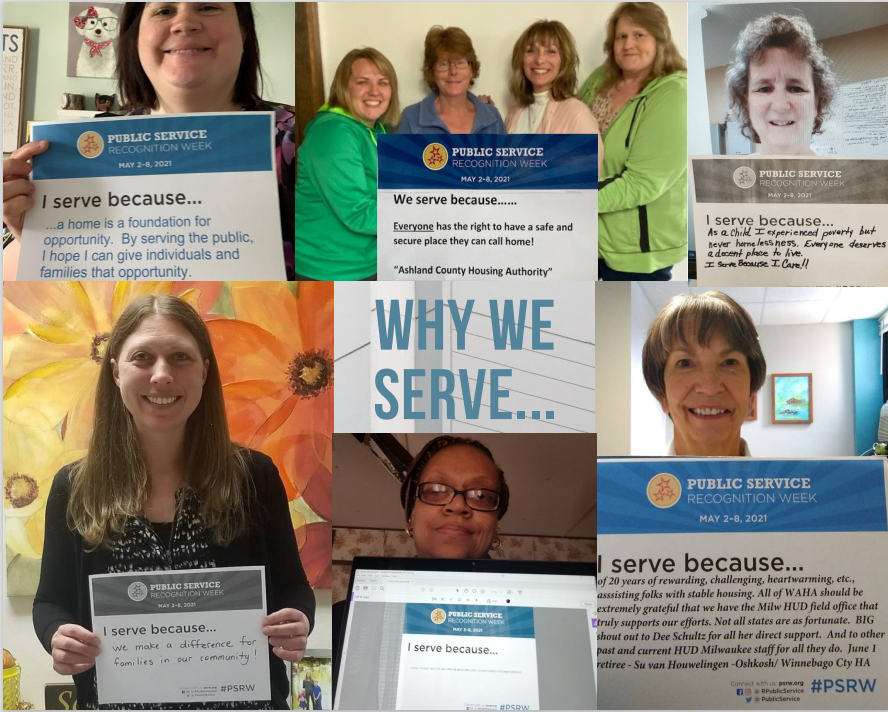 PUBLIC SERVICE
RECOGNITION WEEK
MAY 2-8, 2021
I serve because...
...a home is a foundation for
opportunity. By serving the public,
I hope I can give individuals and
families that opportunity.
PUBLIC SERVICE
RECOGNITION WEEK
MAY 2-8, 2021
We serve because......
Everyone has the right to have a safe and
secure place they can call home!
"Ashland County Housing Authority"
PUBLIC SERVICE
RECOGNITION WEEK
MAY 2-8, 2021
I serve because...
As a Child I experienced poverty but
never homelessness. Everyone deserves
a decent place to live.
I Serve Because I Care!!
WHY WE
SERVE...
PUBLIC SERVICE
RECOGNITION WEEK
MAY 2-8, 2021
I serve because...
we make a difference for
families in our community!
#PSRW
PUBLIC SERVICE
RECOGNITION WEEK
MAY 2-8, 2021
I serve because...
#PSRW
PUBLIC SERVICE
RECOGNITION WEEK
MAY 2-8, 2021
I serve because...
of 20 years of rewarding, challenging, heartwarming, etc.,
asssisting folks with stable housing. All of WAHA should be
extremely grateful that we have the Milw HUD field office that
truly supports our efforts. Not all states are as fortunate. BIG
shout out to Dee Schultz for all her direct support. And to other
past and current HUD Milwaukee staff for all they do. June 1
retiree - Su van Houwelingen -Oshkosh/ Winnebago Cty HA
Connect with us: psrw.org
@RPublicService
@PublicService
#PSRW